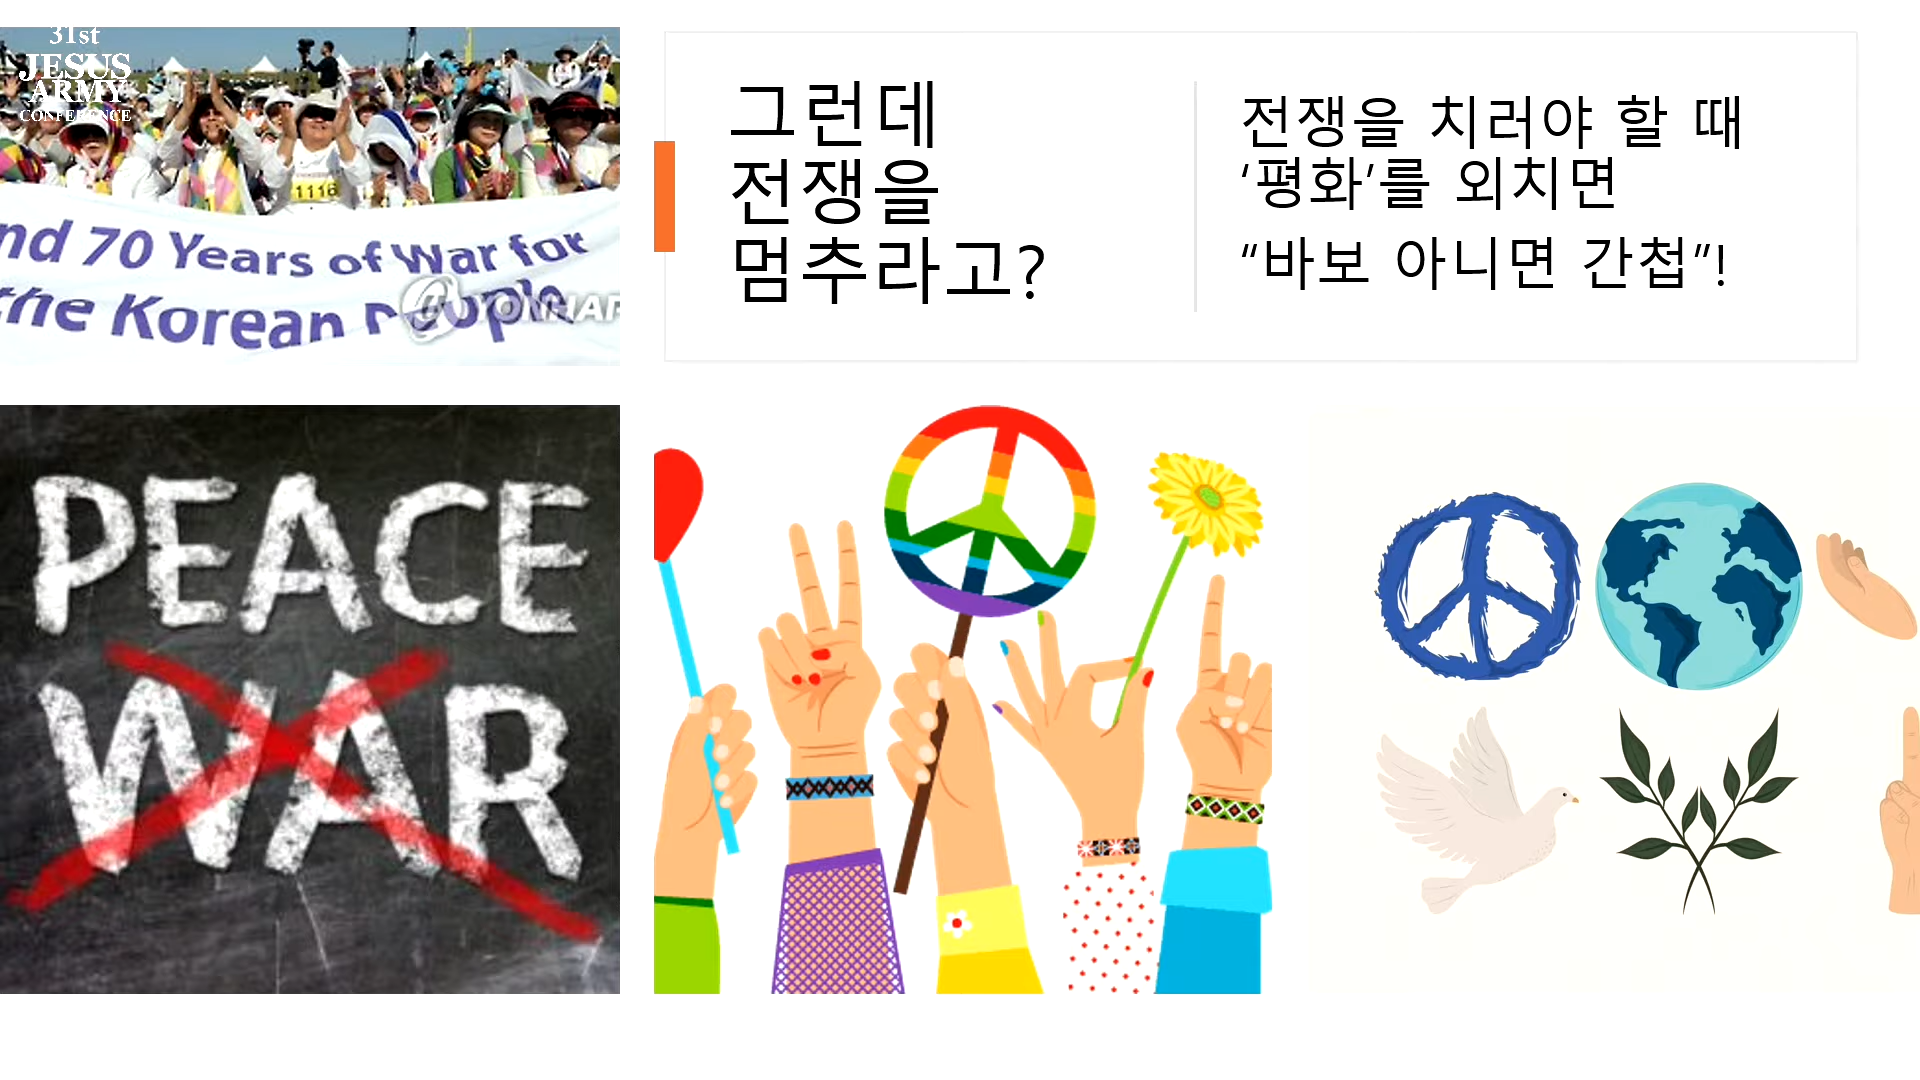 31st
JESUS
ARMY
CONFERENCE
1116
nd 70 Years of War for
the Korean People
YONHAP
그런데
전쟁을
멈추라고?
전쟁을 치러야 할 때
‘평화’를 외치면
“바보 아니면 간첩”!
PEACE
WAR